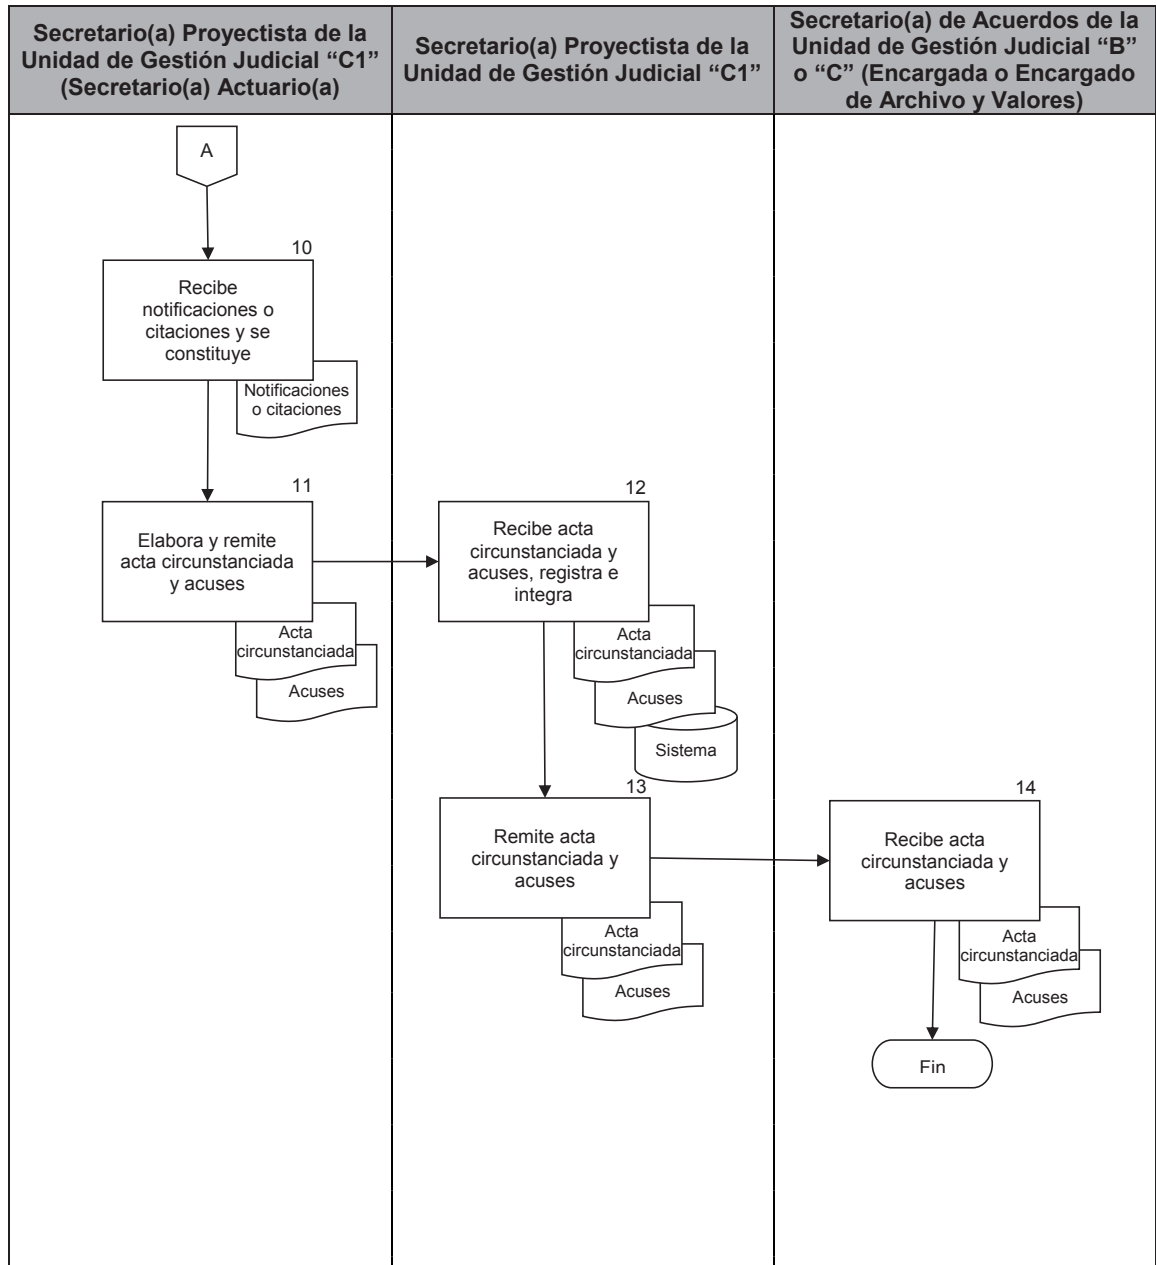 Secretario(a) Proyectista de la
Unidad de Gestión Judicial “C1”
(Secretario(a) Actuario(a)
Secretario(a) Proyectista de la
Unidad de Gestión Judicial “C1”
Secretario(a) de Acuerdos de la
Unidad de Gestión Judicial “B”
o “C” (Encargada o Encargado
de Archivo y Valores)
A
10
Recibe
notificaciones o
citaciones y se
constituye
Notificaciones
o citaciones
11
Elabora y remite
acta circunstanciada
y acuses
Acta
circunstanciada
Acuses
12
Recibe acta
circunstanciada y
acuses, registra e
integra
Acta
circunstanciada
Acuses
Sistema
13
Remite acta
circunstanciada y
acuses
Acta
circunstanciada
Acuses
14
Recibe acta
circunstanciada y
acuses
Acta
circunstanciada
Acuses
Fin